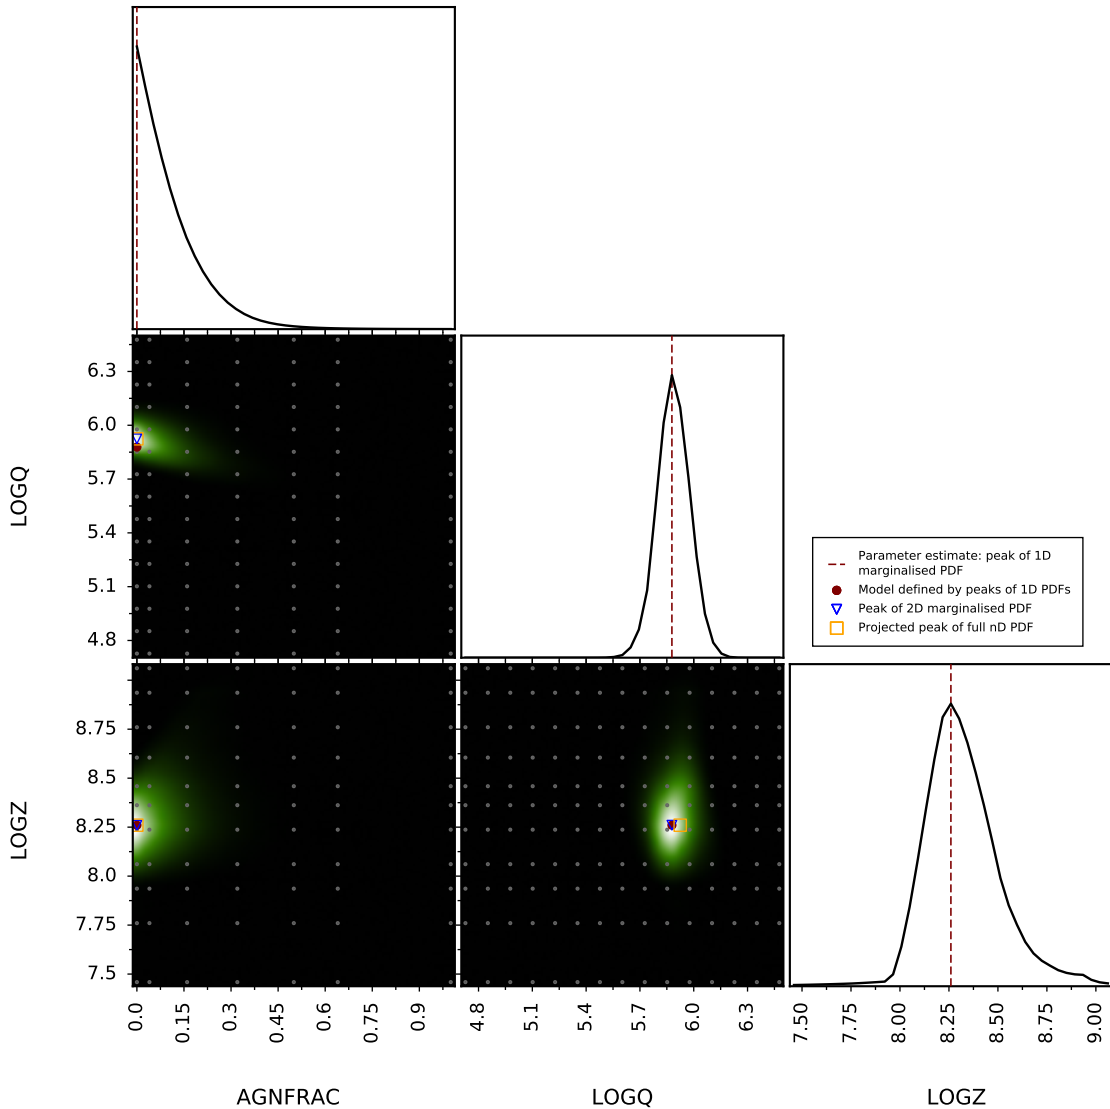 6.3
6.0
5.7
5.4
5.1
4.8
LOGQ
Parameter estimate: peak of 1D
marginalised PDF
Model defined by peaks of 1D PDFs
Peak of 2D marginalised PDF
Projected peak of full nD PDF
8.75
8.5
8.25
8.0
7.75
7.5
LOGZ
0.0 0.15 0.3 0.45 0.6 0.75 0.9
4.8 5.1 5.4 5.7 6.0 6.3
7.50 7.75 8.00 8.25 8.50 8.75 9.00
AGNFRAC LOGQ LOGZ